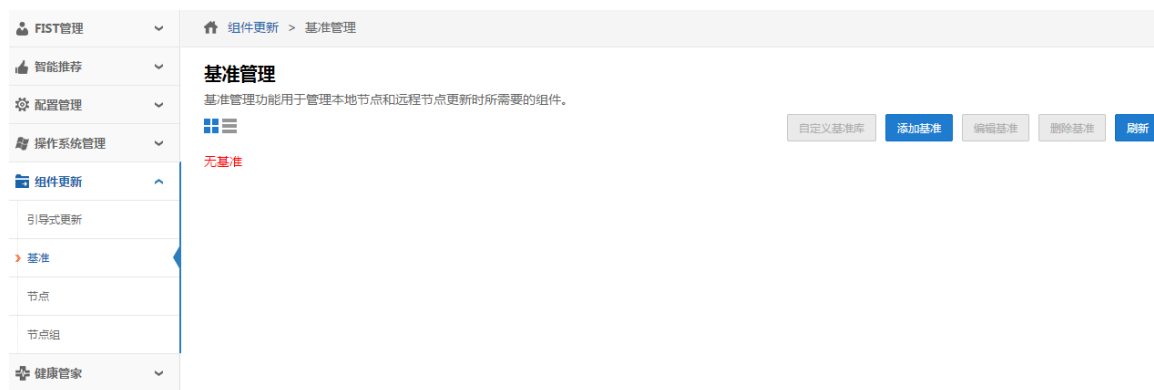 FIST管理
智能推荐
配置管理
操作系统管理
组件更新
引导式更新
基准
节点
节点组
健康管家
组件更新 > 基准管理
基准管理
基准管理功能用于管理本地节点和远程节点更新时所需要的组件。
自定义基准库 添加基准 编辑基准 删除基准 刷新
无基准